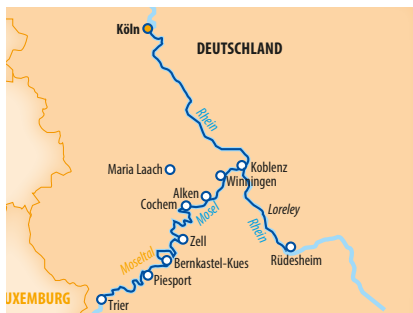 Köln
DEUTSCHLAND
Rhein
Maria Laach
Koblenz
Winningen
Alken
Cochem
Mosel
Loreley
Rhein
Zell
Moseltal
Bernkastel-Kues
Rüdesheim
Piesport
UXEMBURG
Trier